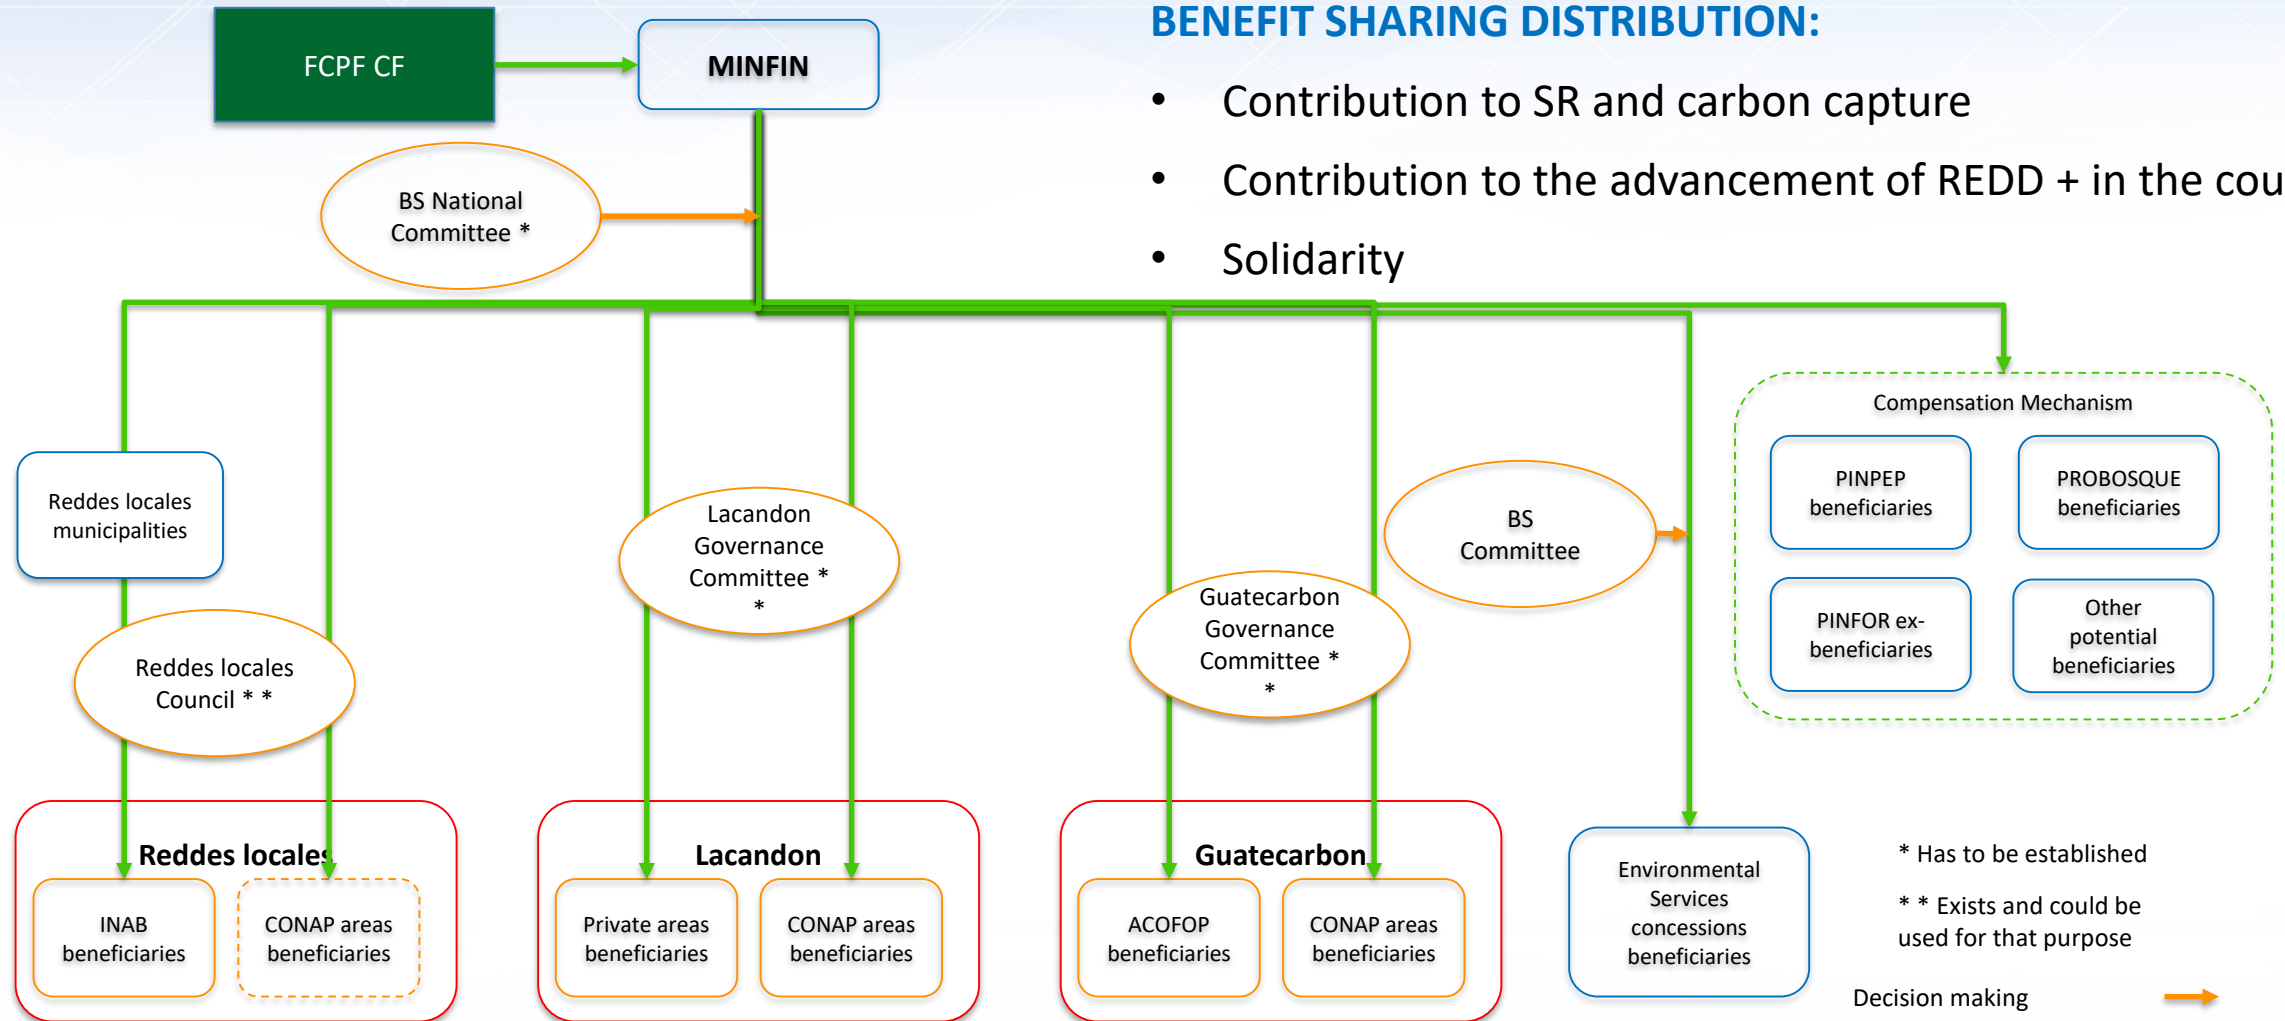 BENEFIT SHARING DISTRIBUTION:
FCPF CF
MINFIN
• Contribution to SR and carbon capture
• Contribution to the advancement of REDD + in the cou
• Solidarity
BS National
Committee *
Compensation Mechanism
PINPEP
beneficiaries
PROBOSQUE
beneficiaries
PINFOR ex-
beneficiaries
Other
potential
beneficiaries
Reddes locales
municipalities
Lacandon
Governance
Committee *
*
BS
Committee
Guatecarbon
Governance
Committee *
*
Reddes locales
Council * *
Reddes locales
INAB
beneficiaries
CONAP areas
beneficiaries
Lacandon
Private areas
beneficiaries
CONAP areas
beneficiaries
Guatecarbon
ACOFOP
beneficiaries
CONAP areas
beneficiaries
Environmental
Services
concessions
beneficiaries
* Has to be established
* * Exists and could be
used for that purpose
Decision making